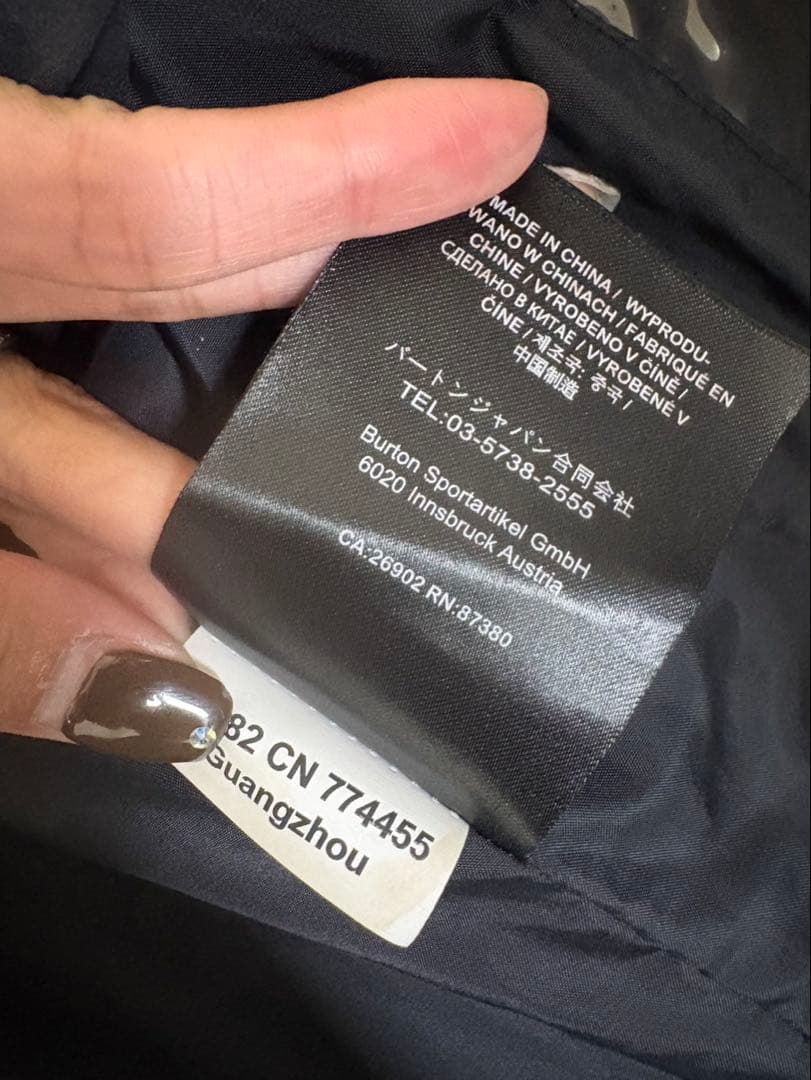 MADE IN CHINA / WYPRODU-
WANO W CHINACH / FABRIQUÉ EN
CHINE / VYROBENO V ČÍNĚ /
СДЕЛАНО В КИТАЕ / VYROBENÉ V
ČÍNE / 제조국: 중국 /
中国制造
バートンジャパン合同会社
TEL:03-5738-2555
Burton Sportartikel GmbH
6020 Innsbruck Austria
CA:26902 RN:87380
82 CN 774455
Guangzhou